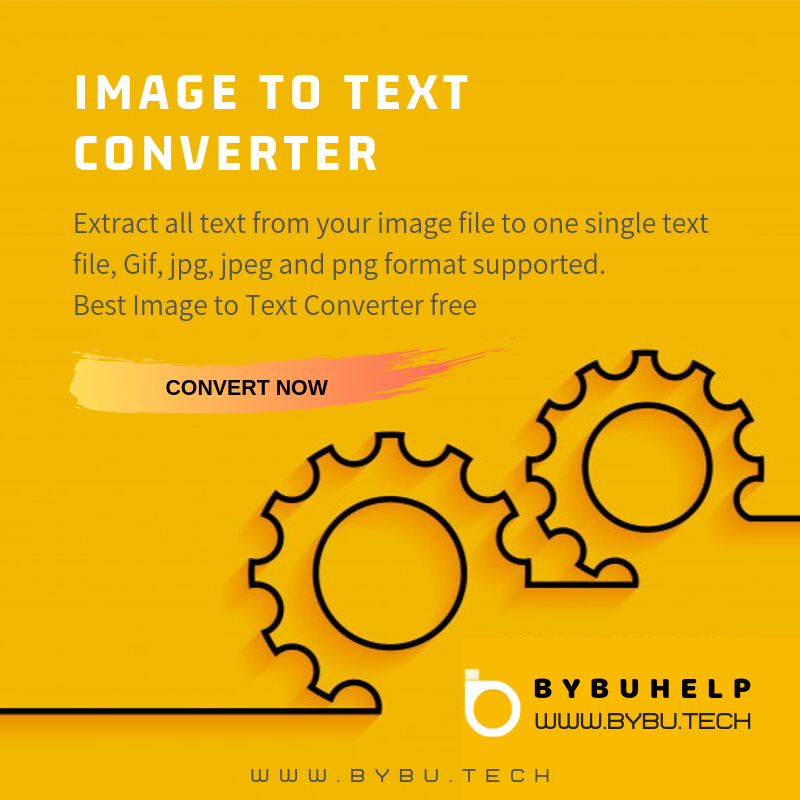 IMAGE TO TEXT
CONVERTER
Extract all text from your image file to one single text
file, Gif, jpg, jpeg and png format supported.
Best Image to Text Converter free
CONVERT NOW
BYBUHELP
WWW.BYBU.TECH
WWW.BYBU.TECH